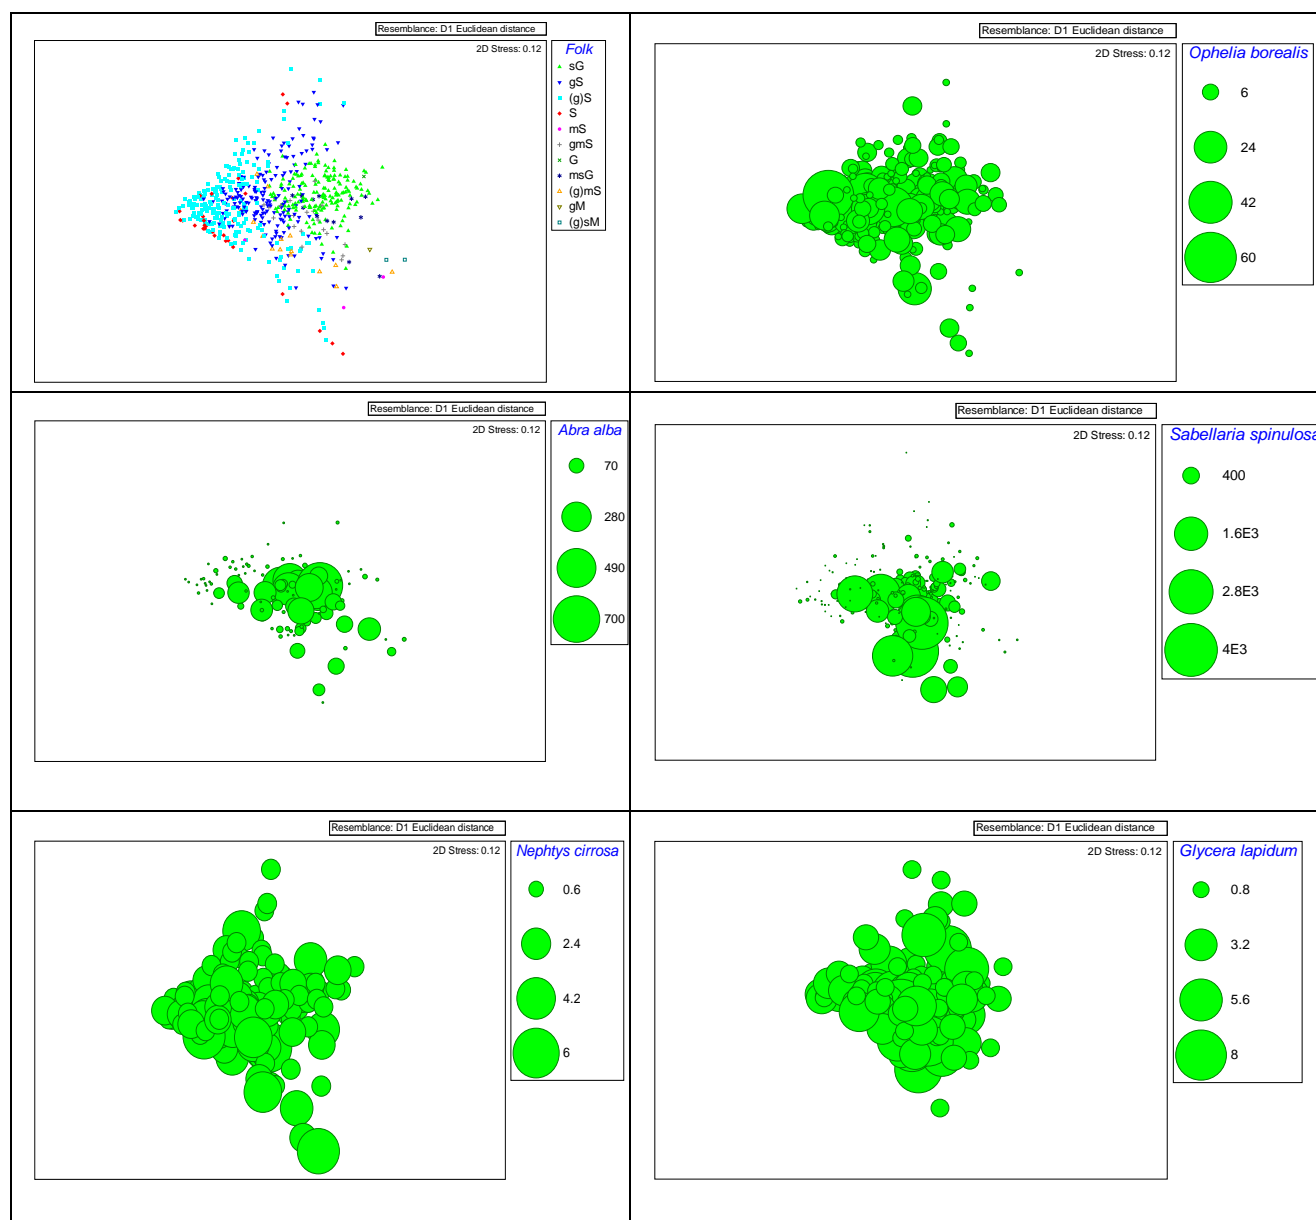 Resemblance: D1 Euclidean distance
2D Stress: 0.12
Folk
sG
gS
(g)S
S
mS
gmS
G
msG
(g)mS
gM
(g)sM
Resemblance: D1 Euclidean distance
2D Stress: 0.12
Ophelia borealis
6
24
42
60
Resemblance: D1 Euclidean distance
2D Stress: 0.12
Abra alba
70
280
490
700
Resemblance: D1 Euclidean distance
2D Stress: 0.12
Sabellaria spinulosa
400
1.6E3
2.8E3
4E3
Resemblance: D1 Euclidean distance
2D Stress: 0.12
Nephtys cirrosa
0.6
2.4
4.2
6
Resemblance: D1 Euclidean distance
2D Stress: 0.12
Glycera lapidum
0.8
3.2
5.6
8